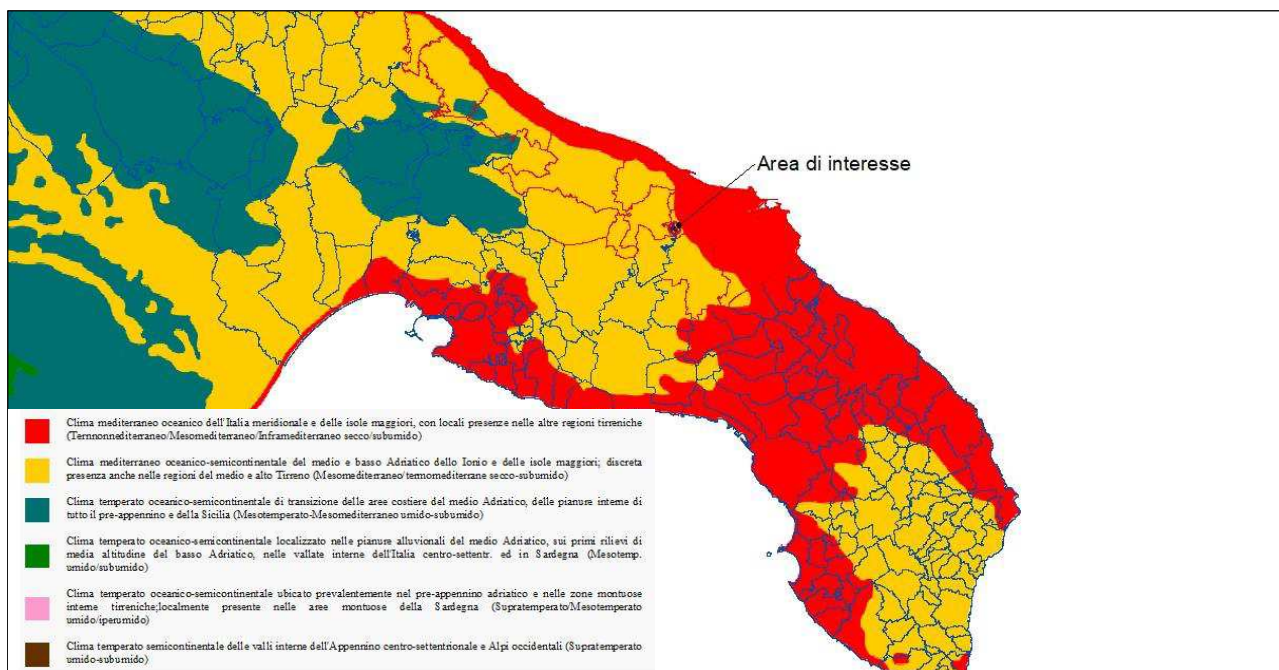 Area di interesse
Clima mediterraneo oceanico dell'Italia meridionale e delle isole maggiori, con locali presenze nelle altre regioni tirreniche
(Ternonnediterraneo/Mesomediterraneo/Inframediterraneo secco/subumido)
Clima mediterraneo oceanico-semicontinentale del medio e basso Adriatico dello Ionio e delle isole maggiori; discreta
presenza anche nelle regioni del medio e alto Tirreno (Mesomediterraneo/termomediterrane secco-subumido)
Clima temperato oceanico-semicontinentale di transizione delle aree costiere del medio Adriatico, delle pianure interne di
tutto il pre-appennino e della Sicilia (Mesotemperato-Mesomediterraneo umido-subumido)
Clima temperato oceanico-semicontinentale localizzato nelle pianure alluvionali del medio Adriatico, sui primi rilievi di
media altitudine del basso Adriatico, nelle vallate interne dell'Italia centro-settentr. ed in Sardegna (Mesotemp.
umido/subumido)
Clima temperato oceanico-semicontinentale ubicato prevalentemente nel pre-appennino adriatico e nelle zone montuose
interne tirreniche;localmente presente nelle aree montuose della Sardegna (Supratemperato/Mesotemperato
umido/iperumido)
Clima temperato semicontinentale delle valli interne dell'Appennino centro-settentrionale e Alpi occidentali (Supratemperato
umido-subumido)